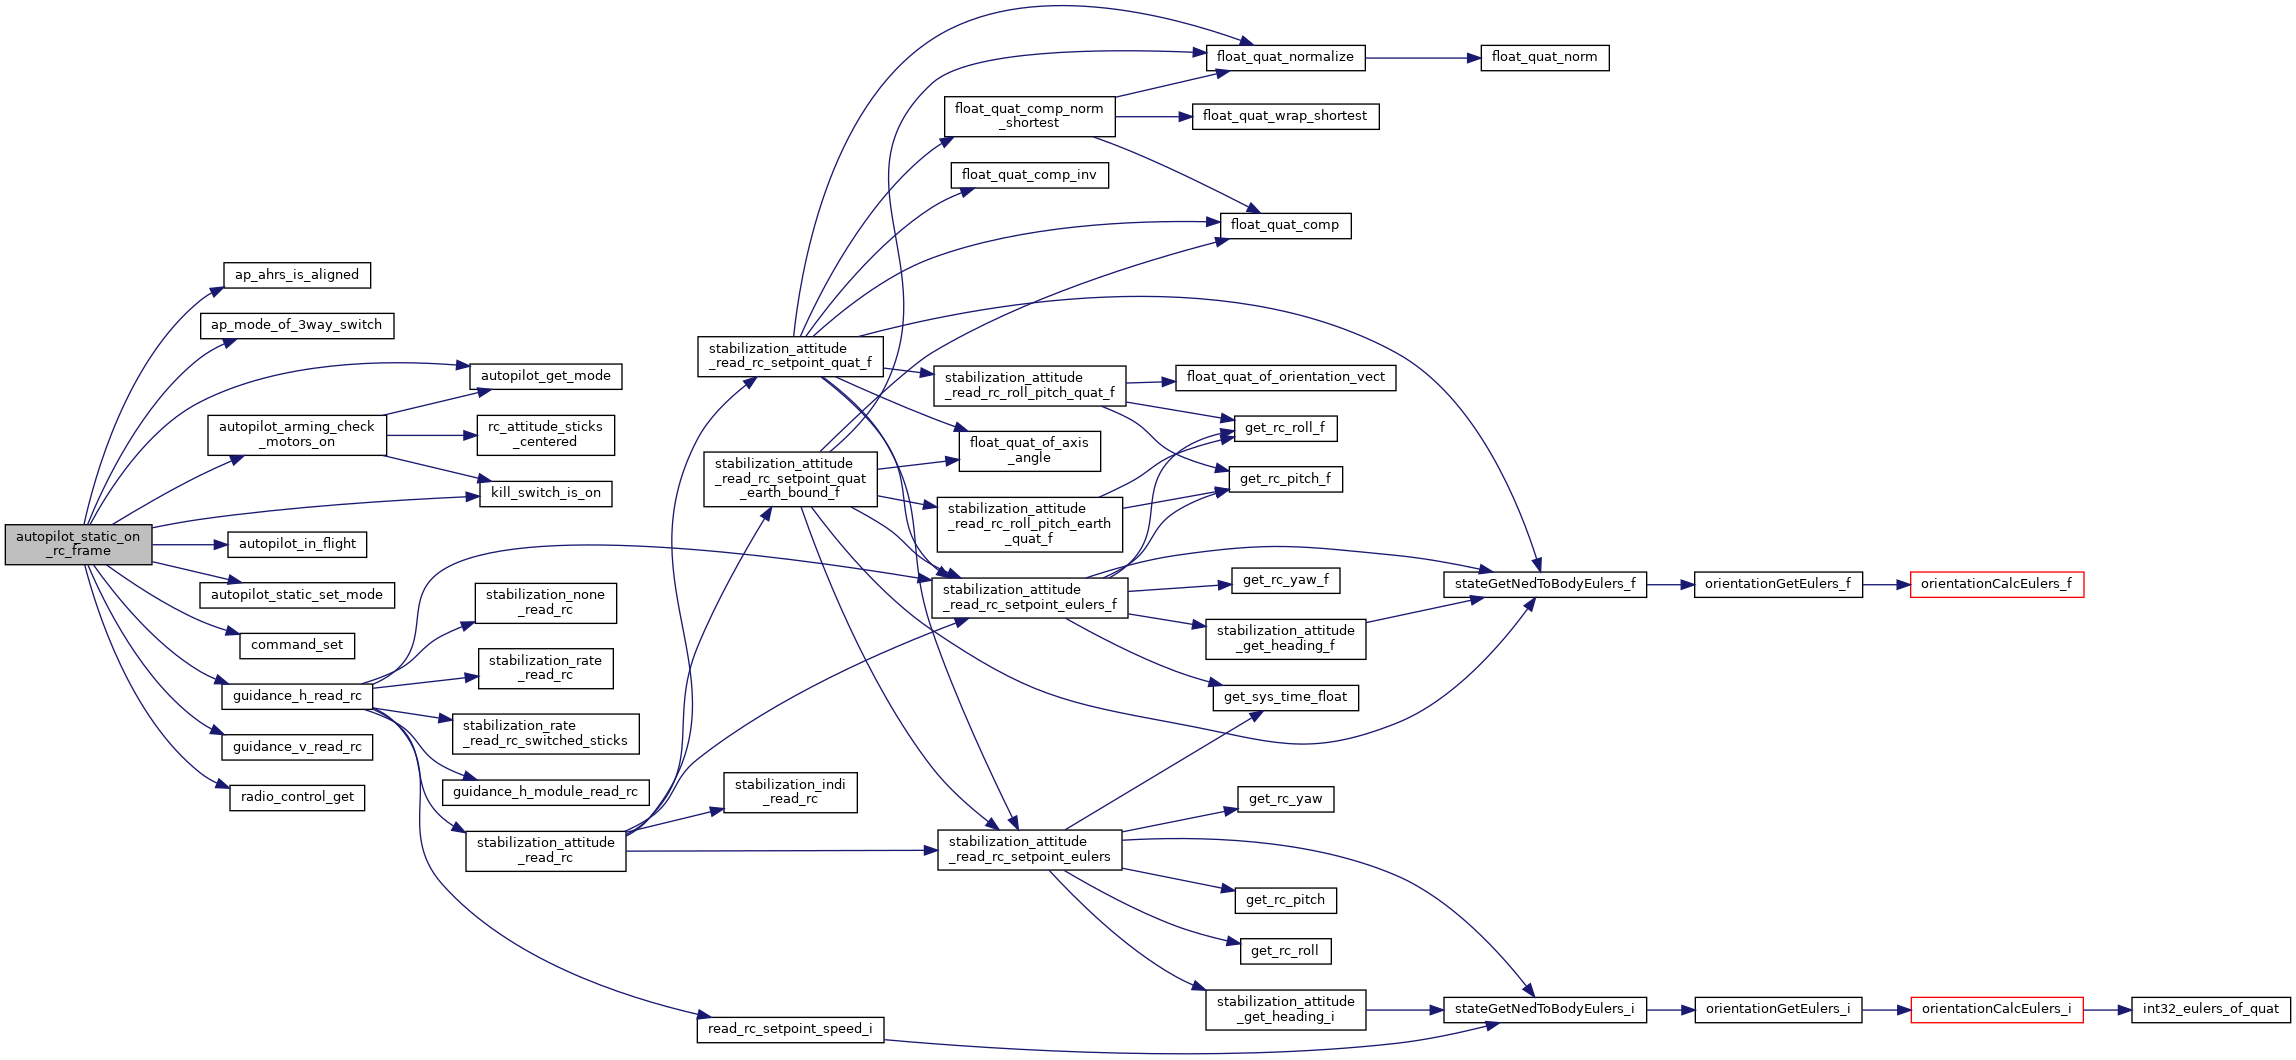 autopilot_static_on
_rc_frame
ap_ahrs_is_aligned
ap_mode_of_3way_switch
autopilot_get_mode
autopilot_arming_check
_motors_on
rc_attitude_sticks
_centered
kill_switch_is_on
autopilot_in_flight
autopilot_static_set_mode
command_set
guidance_h_read_rc
guidance_v_read_rc
radio_control_get
stabilization_none
_read_rc
stabilization_rate
_read_rc
stabilization_rate
_read_rc_switched_sticks
guidance_h_module_read_rc
stabilization_attitude
_read_rc
stabilization_attitude
_read_rc_setpoint_quat_f
stabilization_attitude
_read_rc_setpoint_quat
_earth_bound_f
stabilization_indi
_read_rc
read_rc_setpoint_speed_i
float_quat_comp_norm
_shortest
float_quat_comp_inv
stabilization_attitude
_read_rc_roll_pitch_quat_f
float_quat_of_axis
_angle
stabilization_attitude
_read_rc_roll_pitch_earth
_quat_f
stabilization_attitude
_read_rc_setpoint_eulers_f
stabilization_attitude
_read_rc_setpoint_eulers
float_quat_normalize
float_quat_wrap_shortest
float_quat_comp
float_quat_of_orientation_vect
get_rc_roll_f
get_rc_pitch_f
get_rc_yaw_f
stabilization_attitude
_get_heading_f
get_sys_time_float
get_rc_yaw
get_rc_pitch
get_rc_roll
stabilization_attitude
_get_heading_i
float_quat_norm
stateGetNedToBodyEulers_f
orientationGetEulers_f
orientationCalcEulers_f
stateGetNedToBodyEulers_i
orientationGetEulers_i
orientationCalcEulers_i
int32_eulers_of_quat